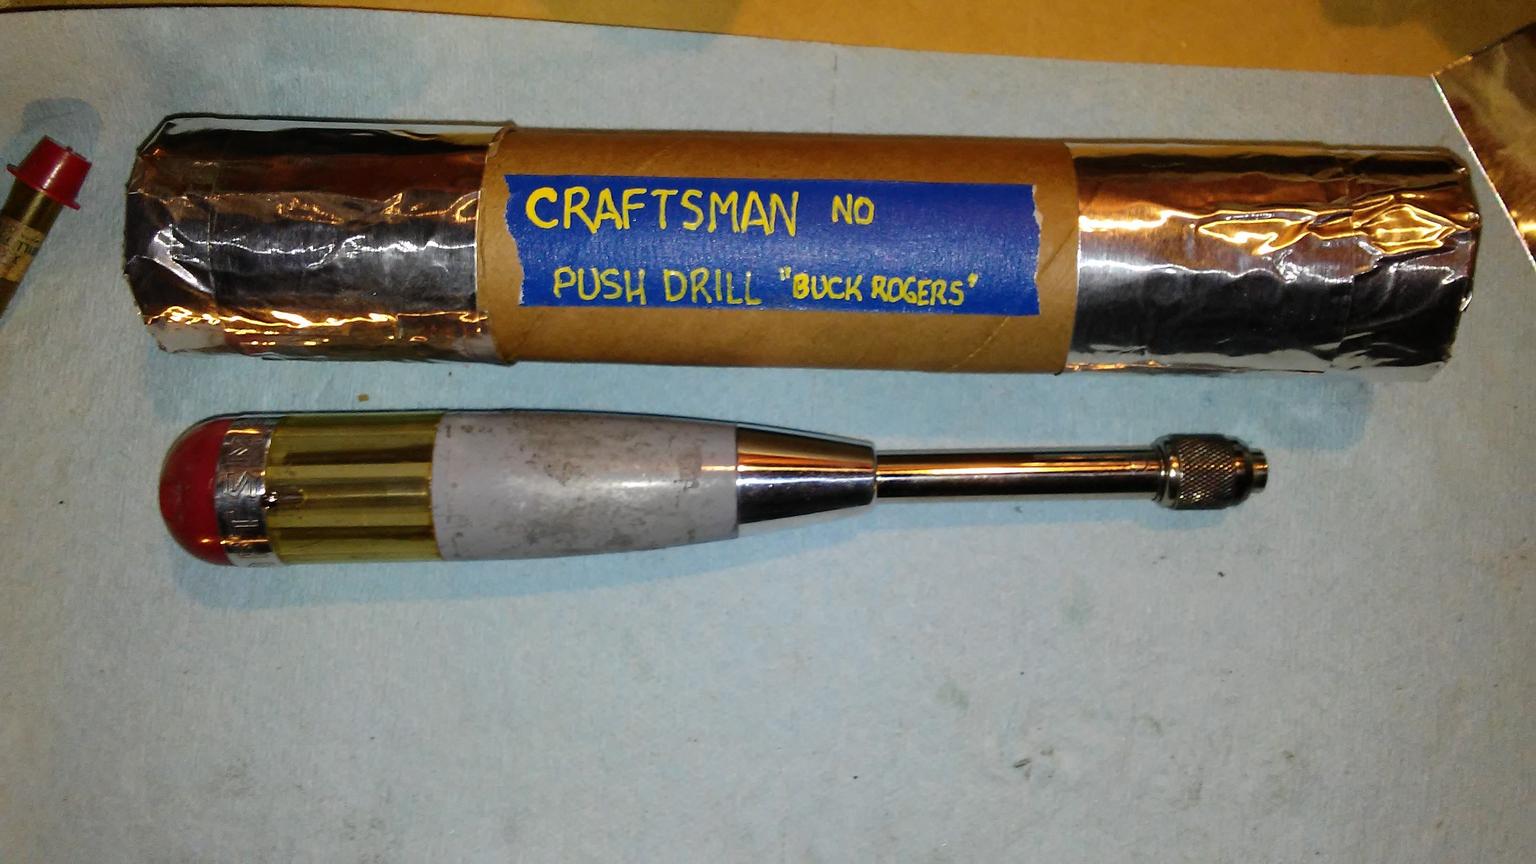 CRAFTSMAN NO
PUSH DRILL "BUCK ROGERS"